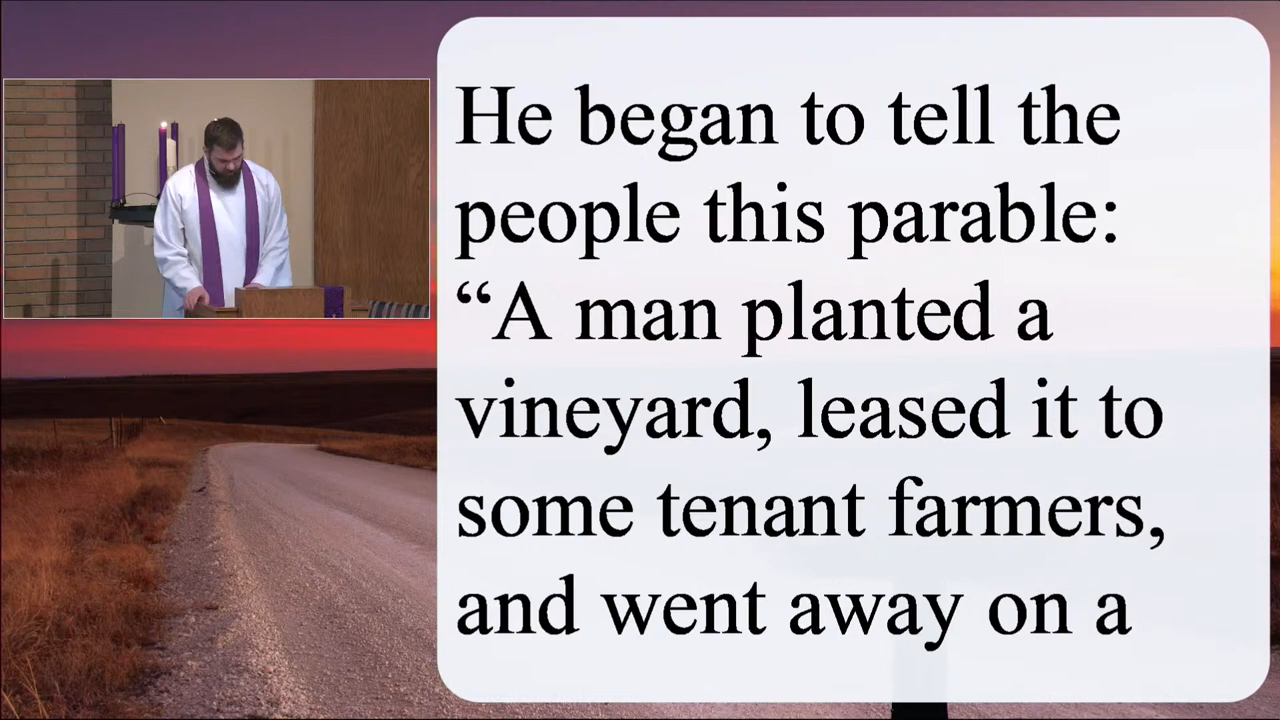 He began to tell the
people this parable:
“A man planted a
vineyard, leased it to
some tenant farmers,
and went away on a